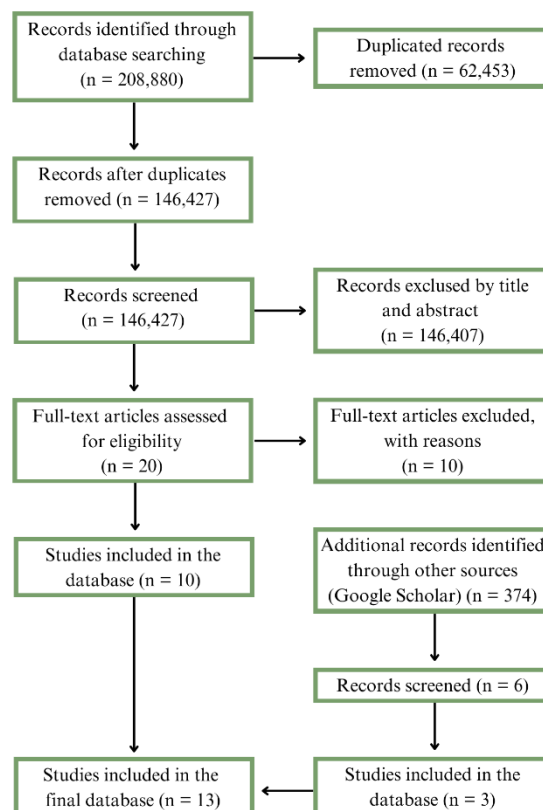 Records identified through
database searching
(n = 208,880)
Duplicated records
removed (n = 62,453)
Records after duplicates
removed (n = 146,427)
Records screened
(n = 146,427)
Records exclused by title
and abstract
(n = 146,407)
Full-text articles assessed
for eligibility
(n = 20)
Full-text articles excluded,
with reasons
(n = 10)
Studies included in the
database (n = 10)
Additional records identified
through other sources
(Google Scholar) (n = 374)
Records screened (n = 6)
Studies included in the
final database (n = 13)
Studies included in the
database (n = 3)